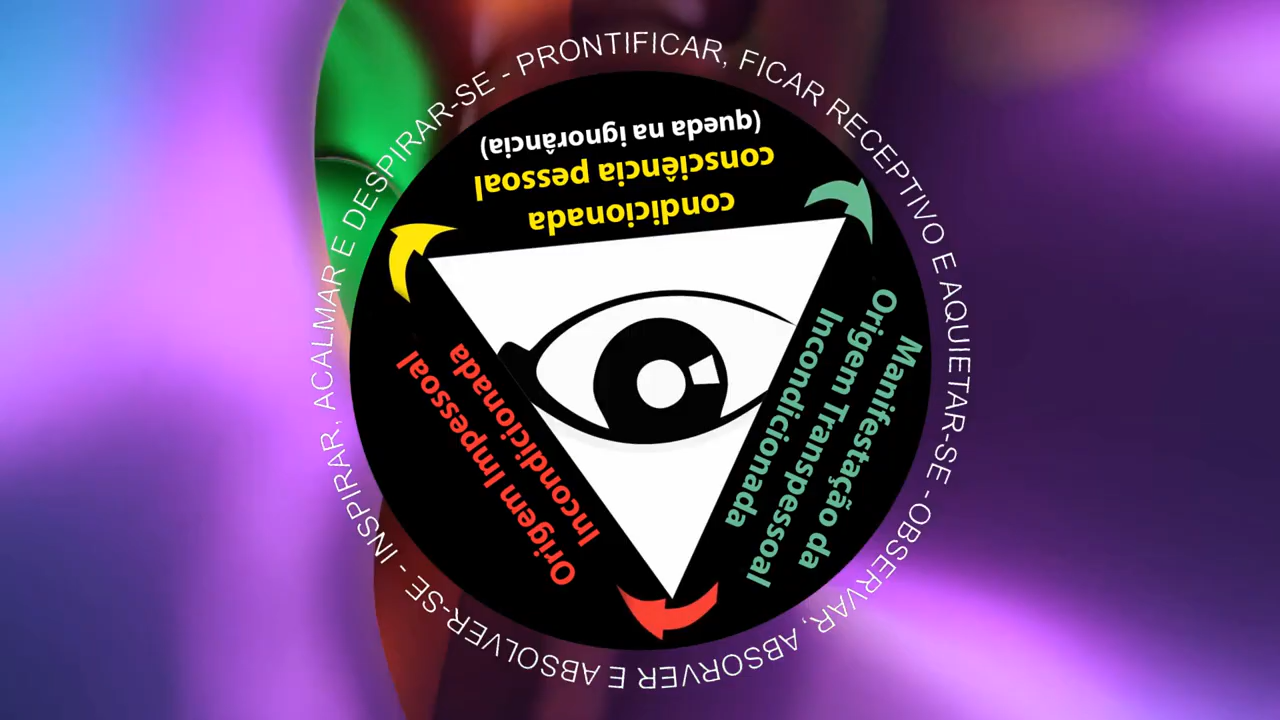 PRONTIFICAR, FICAR RECEPTIVO E AQUIETAR-SE - OBSERVAR, ABSORVER E ABSOLVER-SE - INSPIRAR, ACALMAR E DESPIRAR-SE -
condicionada
consciência pessoal
(queda na ignorância)
Manifestação da
Origem Transpessoal
Incondicionada
Origem Impessoal
Incondicionada